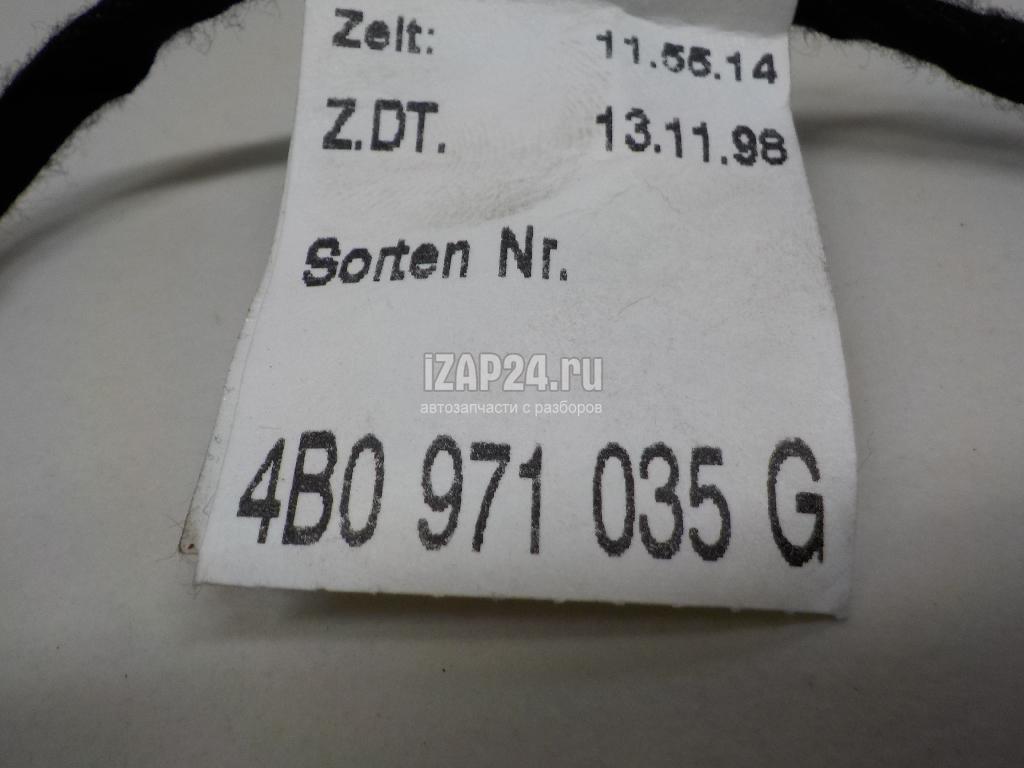 Zeit: 11.55.14
Z.DT. 13.11.98
Sorten Nr.
iZAP24.ru
автозапчасти с разборов
4B0 971 035 G